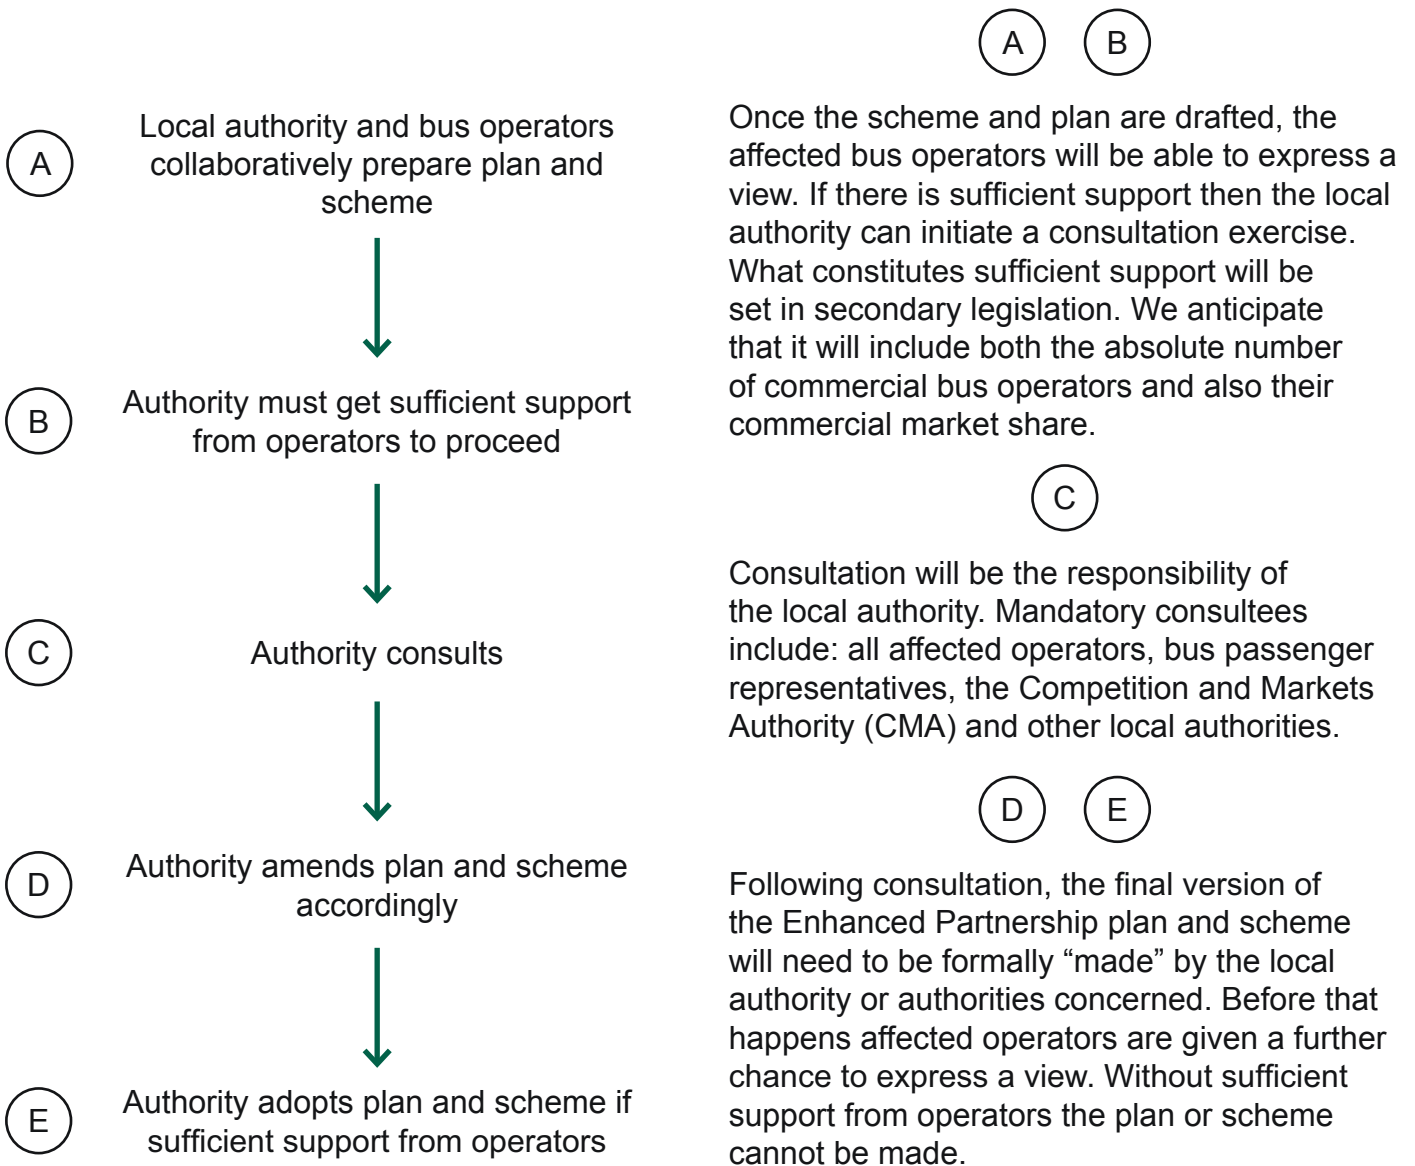 A
Local authority and bus operators
collaboratively prepare plan and
scheme
B
Authority must get sufficient support
from operators to proceed
C
Authority consults
D
Authority amends plan and scheme
accordingly
E
Authority adopts plan and scheme if
sufficient support from operators
A B
Once the scheme and plan are drafted, the
affected bus operators will be able to express a
view. If there is sufficient support then the local
authority can initiate a consultation exercise.
What constitutes sufficient support will be
set in secondary legislation. We anticipate
that it will include both the absolute number
of commercial bus operators and also their
commercial market share.
C
Consultation will be the responsibility of
the local authority. Mandatory consultees
include: all affected operators, bus passenger
representatives, the Competition and Markets
Authority (CMA) and other local authorities.
D E
Following consultation, the final version of
the Enhanced Partnership plan and scheme
will need to be formally “made” by the local
authority or authorities concerned. Before that
happens affected operators are given a further
chance to express a view. Without sufficient
support from operators the plan or scheme
cannot be made.